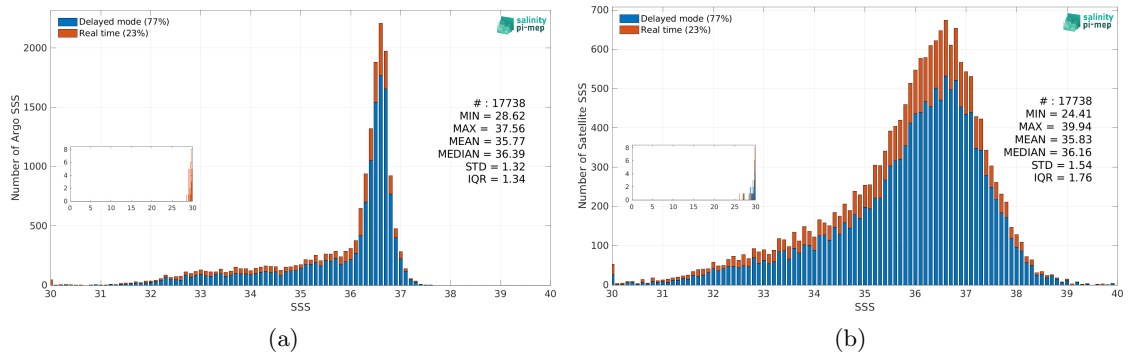 Delayed mode (77%)
Real time (23%)
salinity
pi-mep
Number of Argo SSS
2000
1500
1000
500
0
# : 17738
MIN = 28.62
MAX = 37.56
MEAN = 35.77
MEDIAN = 36.39
STD = 1.32
IQR = 1.34
8
6
4
2
0
0 5 10 15 20 25 30
30 31 32 33 34 35 36 37 38 39 40
SSS
(a)
Delayed mode (77%)
Real time (23%)
salinity
pi-mep
Number of Satellite SSS
700
600
500
400
300
200
100
0
# : 17738
MIN = 24.41
MAX = 39.94
MEAN = 35.83
MEDIAN = 36.16
STD = 1.54
IQR = 1.76
8
6
4
2
0
0 5 10 15 20 25 30
30 31 32 33 34 35 36 37 38 39 40
SSS
(b)